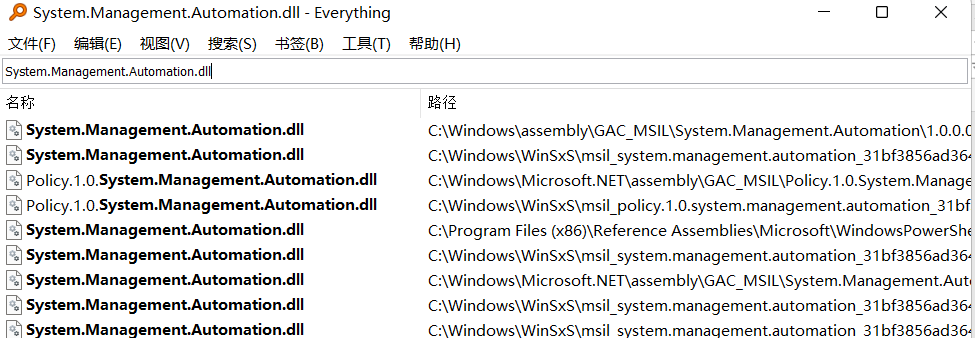 System.Management.Automation.dll - Everything
文件(F) 编辑(E) 视图(V) 搜索(S) 书签(B) 工具(T) 帮助(H)
System.Management.Automation.dll
名称 路径
System.Management.Automation.dll C:\Windows\assembly\GAC_MSIL\System.Management.Automation\1.0.0.0
System.Management.Automation.dll C:\Windows\WinSxS\msil_system.management.automation_31bf3856ad364
Policy.1.0.System.Management.Automation.dll C:\Windows\Microsoft.NET\assembly\GAC_MSIL\Policy.1.0.System.Manage
Policy.1.0.System.Management.Automation.dll C:\Windows\WinSxS\msil_policy.1.0.system.management.automation_31bf
System.Management.Automation.dll C:\Program Files (x86)\Reference Assemblies\Microsoft\WindowsPowerShe
System.Management.Automation.dll C:\Windows\WinSxS\msil_system.management.automation_31bf3856ad364
System.Management.Automation.dll C:\Windows\Microsoft.NET\assembly\GAC_MSIL\System.Management.Aut
System.Management.Automation.dll C:\Windows\WinSxS\msil_system.management.automation_31bf3856ad364
System.Management.Automation.dll C:\Windows\WinSxS\msil_system.management.automation_31bf3856ad364